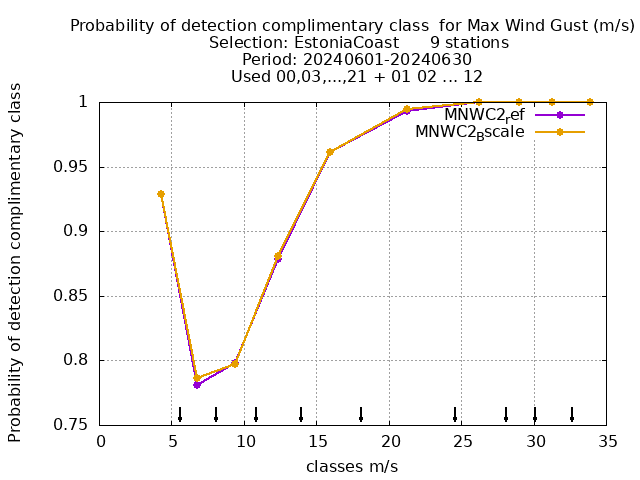 Probability of detection complimentary class  for Max Wind Gust (m/s)
Selection: EstoniaCoast      9 stations
Period: 20240601-20240630
Used 00,03,...,21 + 01 02 ... 12
Probability of detection complimentary class
1
0.95
0.9
0.85
0.8
0.75
MNWC2ref
MNWC2Bscale
0 5 10 15 20 25 30 35
classes m/s